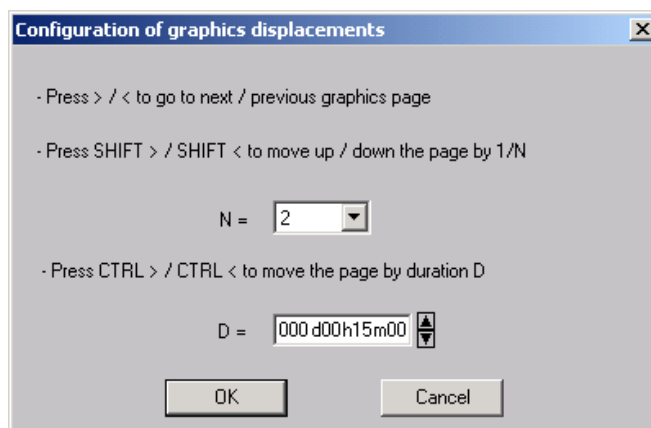 Configuration of graphics displacements
- Press > / < to go to next / previous graphics page
- Press SHIFT > / SHIFT < to move up / down the page by 1/N
N = 2
- Press CTRL > / CTRL < to move the page by duration D
D = 000 d00h15m00
OK Cancel